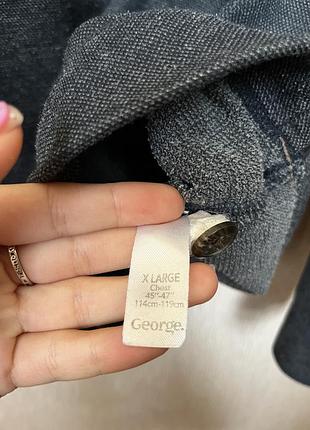 X LARGE
Chest
45"-47"
114cm-119cm
George.